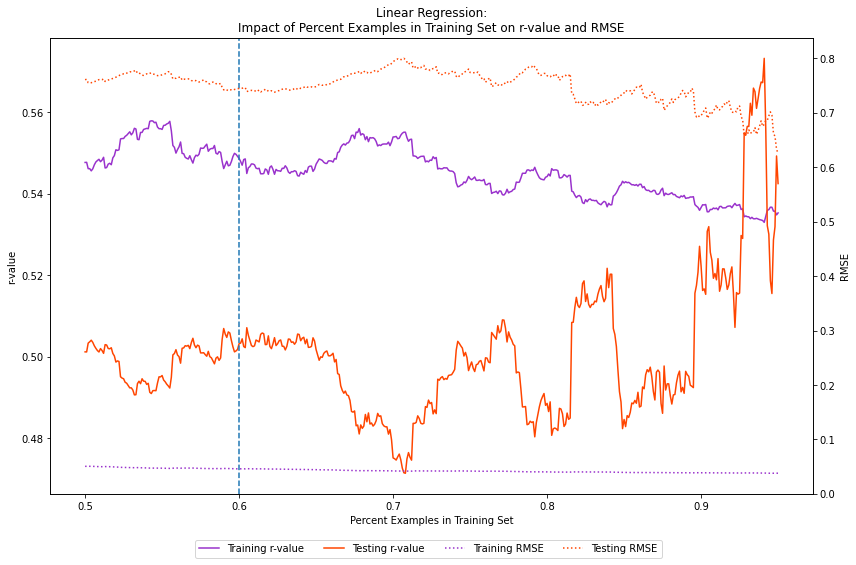 Linear Regression:
Impact of Percent Examples in Training Set on r-value and RMSE
0.56
0.54
0.52
0.50
0.48
r-value
0.8
0.7
0.6
0.5
0.4
0.3
0.2
0.1
0.0
RMSE
0.5 0.6 0.7 0.8 0.9
Percent Examples in Training Set
Training r-value Testing r-value Training RMSE Testing RMSE